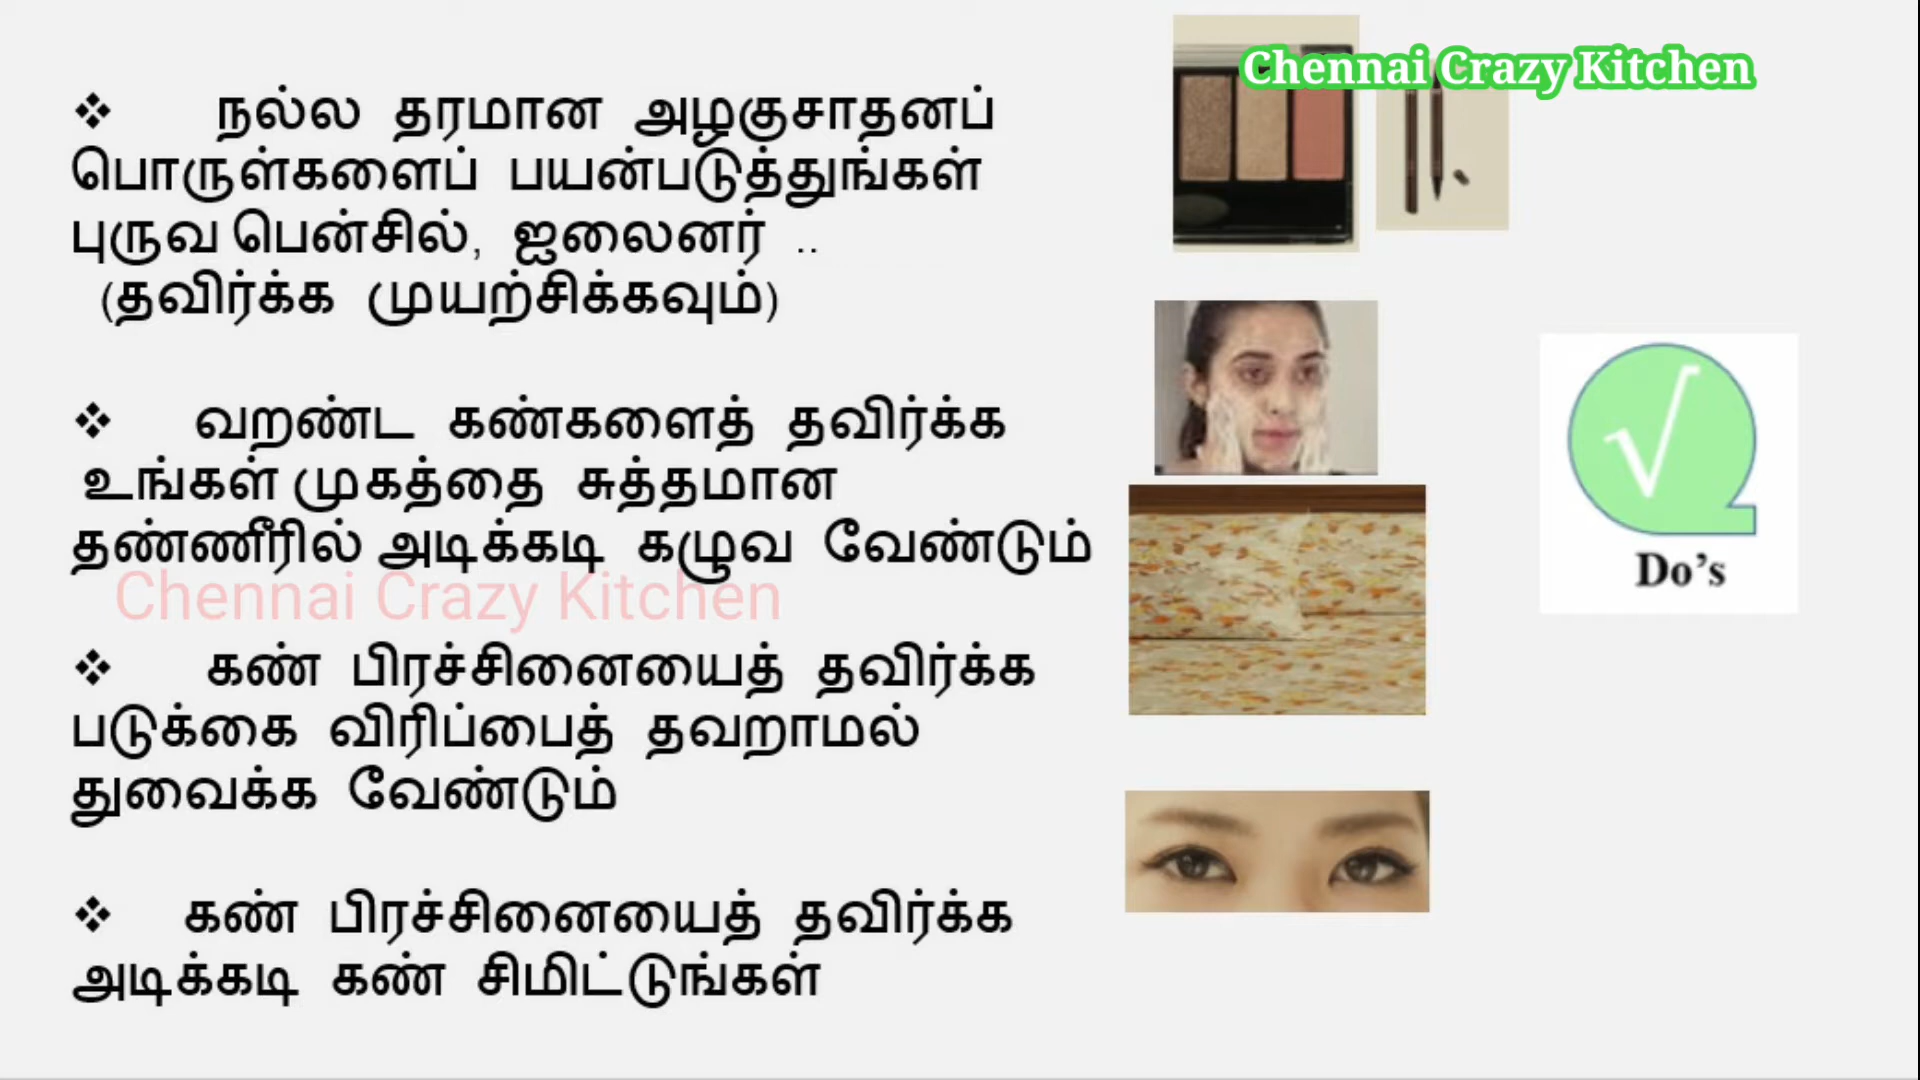 Chennai Crazy Kitchen
❖ நல்ல தரமான அழகுசாதனப்
பொருள்களைப் பயன்படுத்துங்கள்
புருவ பென்சில், ஐலைனர் ..
(தவிர்க்க முயற்சிக்கவும்)
❖ வறண்ட கண்களைத் தவிர்க்க
உங்கள் முகத்தை சுத்தமான
தண்ணீரில் அடிக்கடி கழுவ வேண்டும்
Chennai Crazy Kitchen
❖ கண் பிரச்சினையைத் தவிர்க்க
படுக்கை விரிப்பைத் தவறாமல்
துவைக்க வேண்டும்
❖ கண் பிரச்சினையைத் தவிர்க்க
அடிக்கடி கண் சிமிட்டுங்கள்
√
Do’s